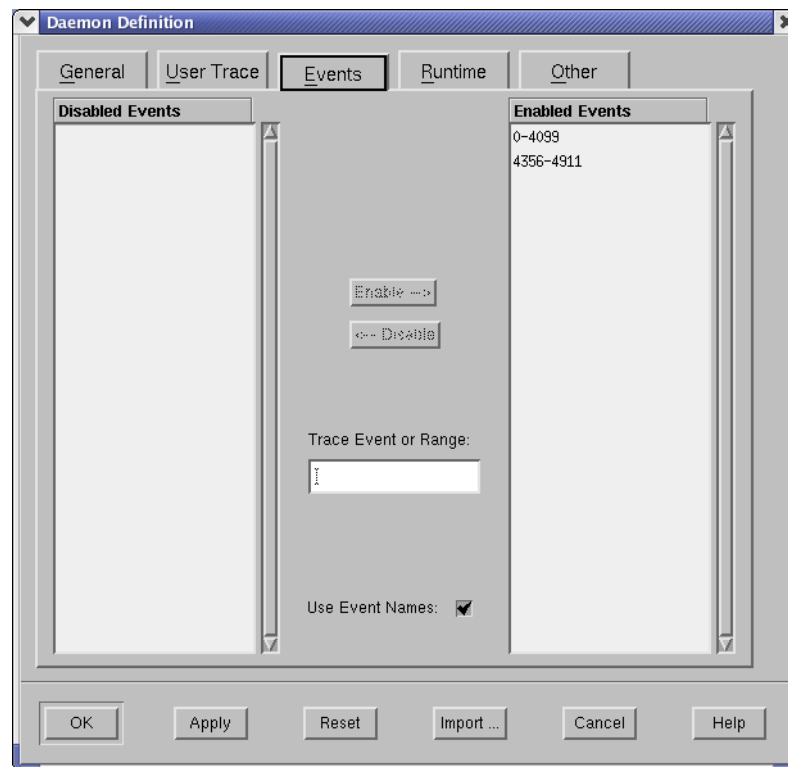 Daemon Definition
General User Trace Events Runtime Other
Disabled Events
Enabled Events
0-4099
4356-4911
Enable -->
<-- Disable
Trace Event or Range:
Use Event Names:
OK Apply Reset Import ... Cancel Help